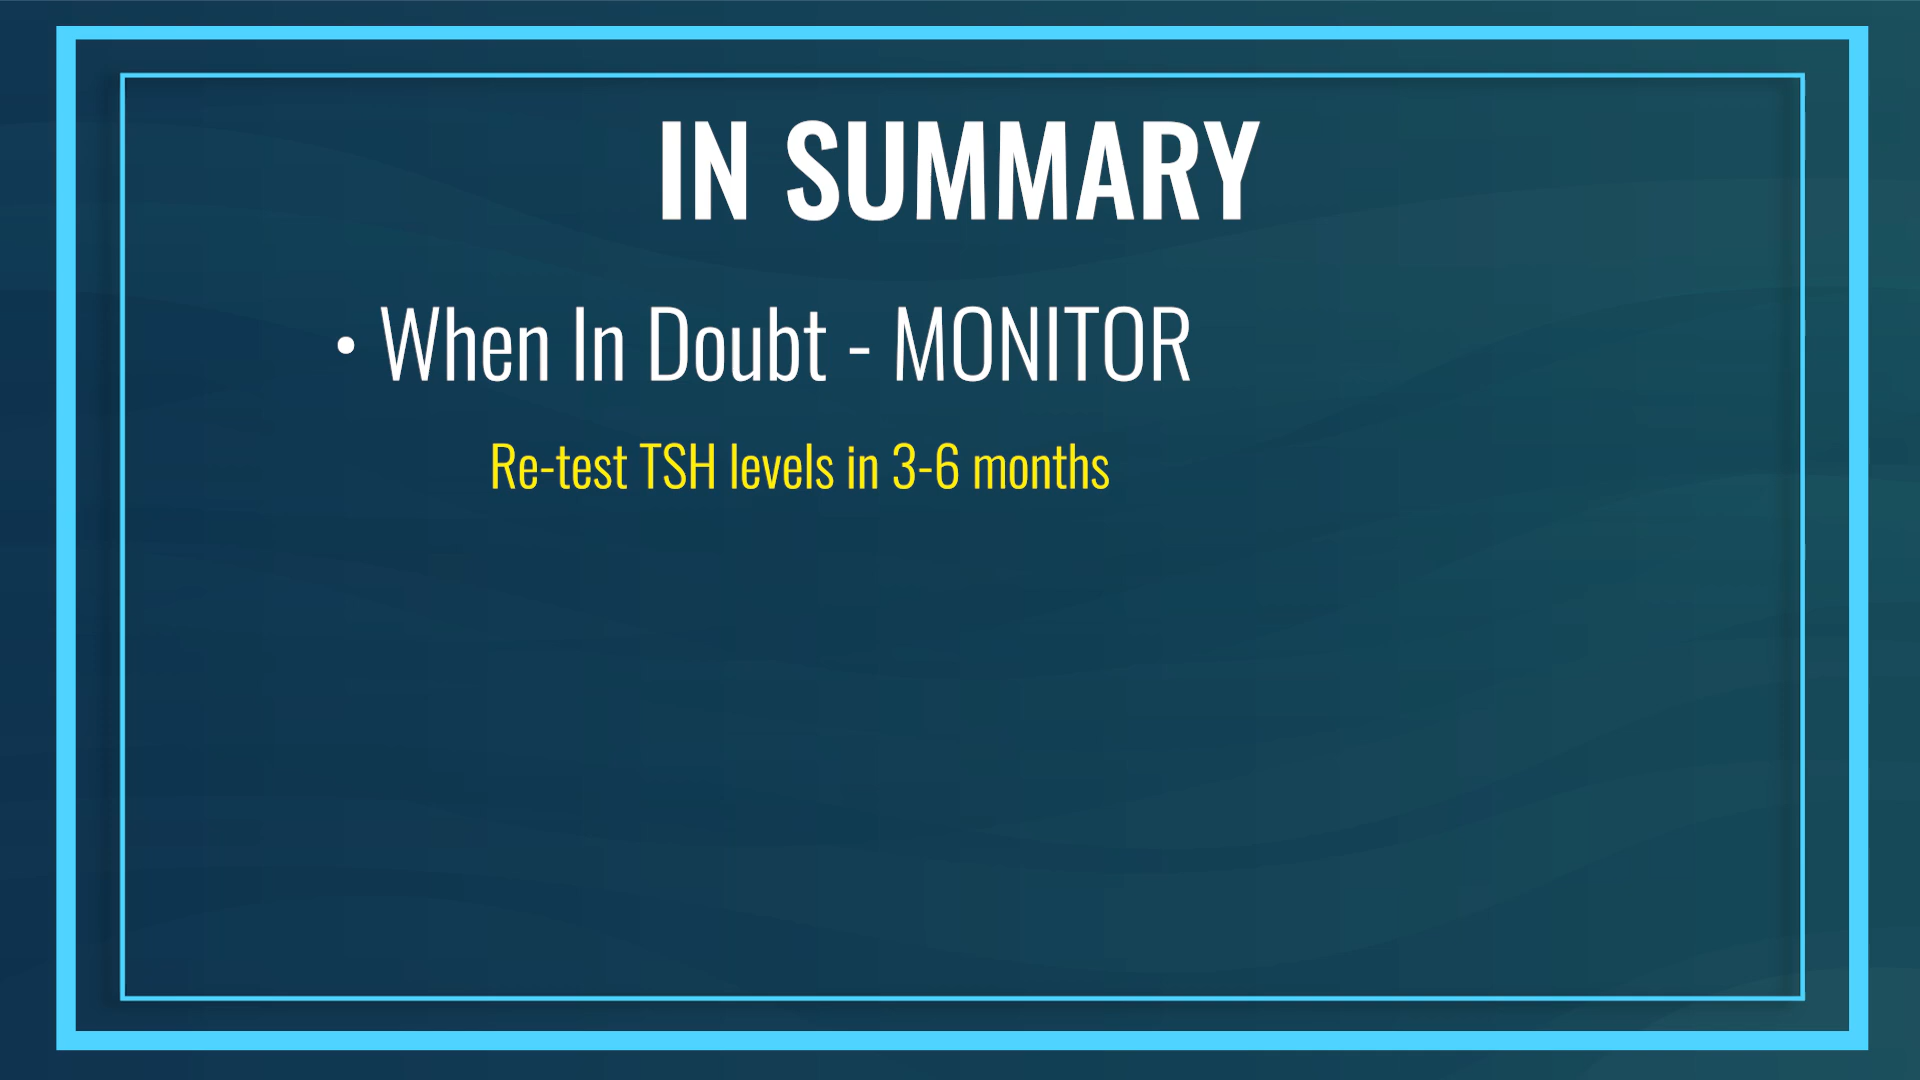 IN SUMMARY
• When In Doubt - MONITOR
Re-test TSH levels in 3-6 months